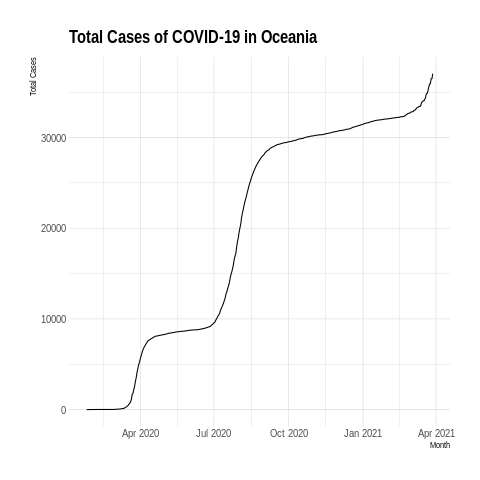 Total Cases of COVID-19 in Oceania
Total Cases
30000
20000
10000
0
Apr 2020 Jul 2020 Oct 2020 Jan 2021 Apr 2021
Month